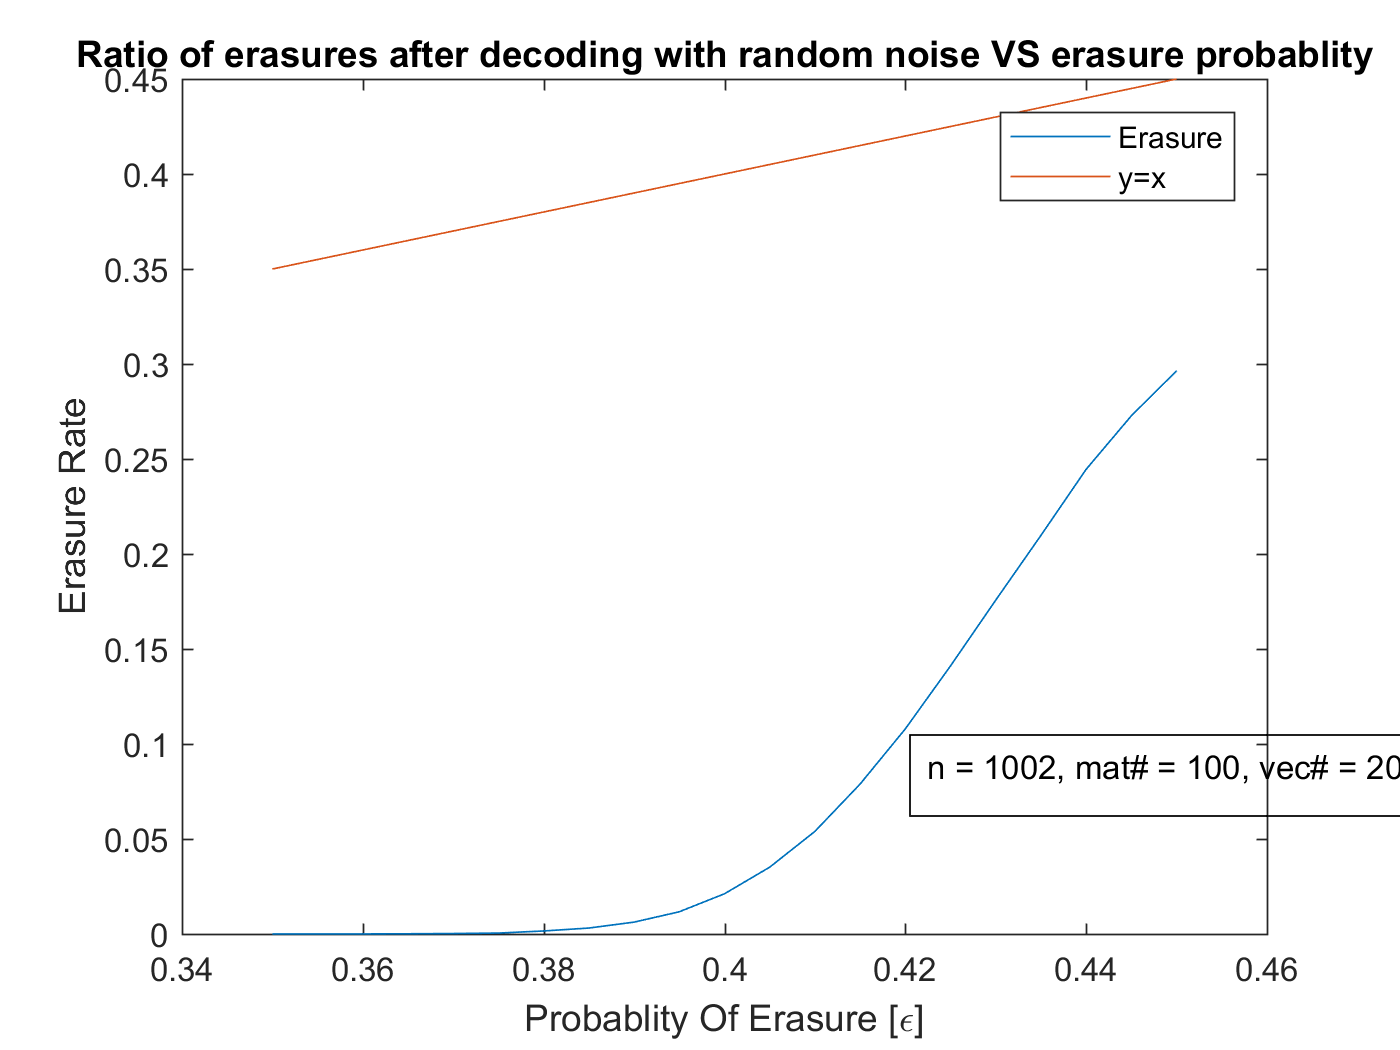 Ratio of erasures after decoding with random noise VS erasure probablity
0.45
0.4
0.35
0.3
0.25
0.2
0.15
0.1
0.05
0
Erasure Rate
Erasure
y=x
n = 1002, mat# = 100, vec# = 20
0.34 0.36 0.38 0.4 0.42 0.44 0.46
Probablity Of Erasure [ϵ]